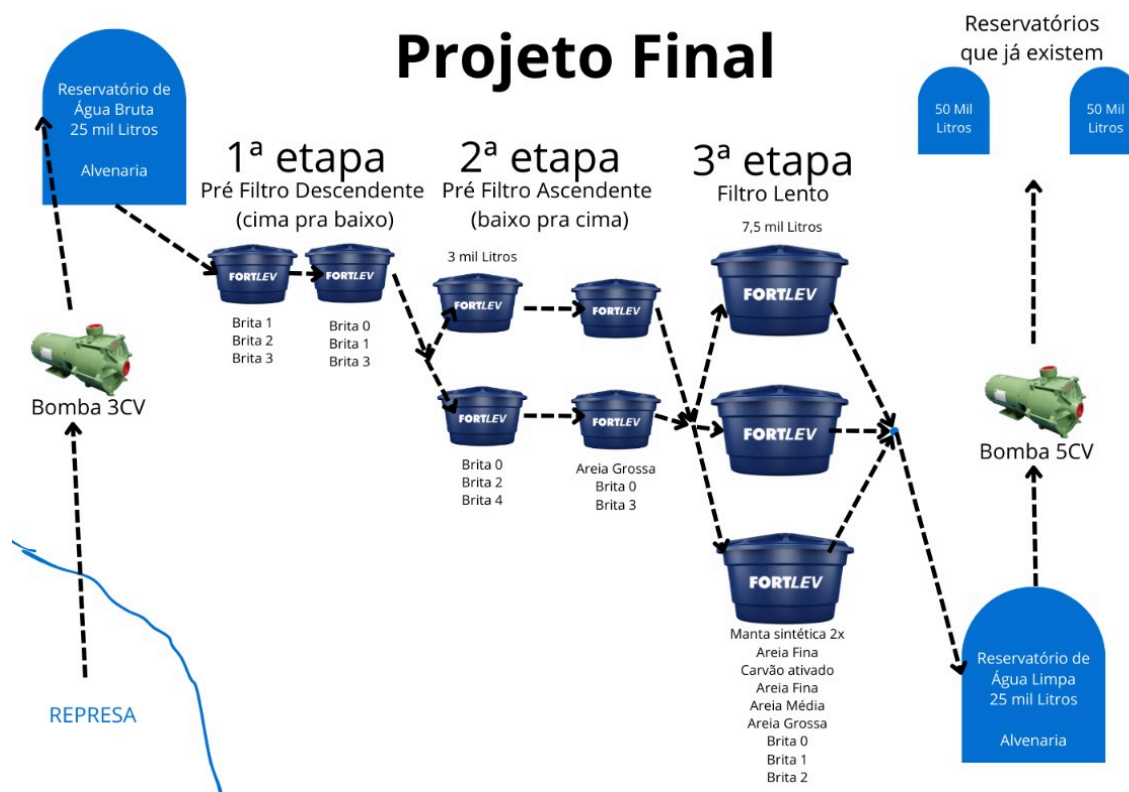 Projeto Final
Reservatórios
que já existem
Reservatório de
Água Bruta
25 mil Litros
Alvenaria
50 Mil
Litros
50 Mil
Litros
1ª etapa
Pré Filtro Descendente
(cima pra baixo)
2ª etapa
Pré Filtro Ascendente
(baixo pra cima)
3ª etapa
Filtro Lento
7,5 mil Litros
3 mil Litros
FORTLEV
FORTLEV
FORTLEV
FORTLEV
FORTLEV
Brita 1
Brita 2
Brita 3
Brita 0
Brita 1
Brita 3
Bomba 3CV
FORTLEV
FORTLEV
FORTLEV
Bomba 5CV
Brita 0
Brita 2
Brita 4
Areia Grossa
Brita 0
Brita 3
FORTLEV
Manta sintética 2x
Areia Fina
Carvão ativado
Areia Fina
Areia Média
Areia Grossa
Brita 0
Brita 1
Brita 2
REPRESA
Reservatório de
Água Limpa
25 mil Litros
Alvenaria